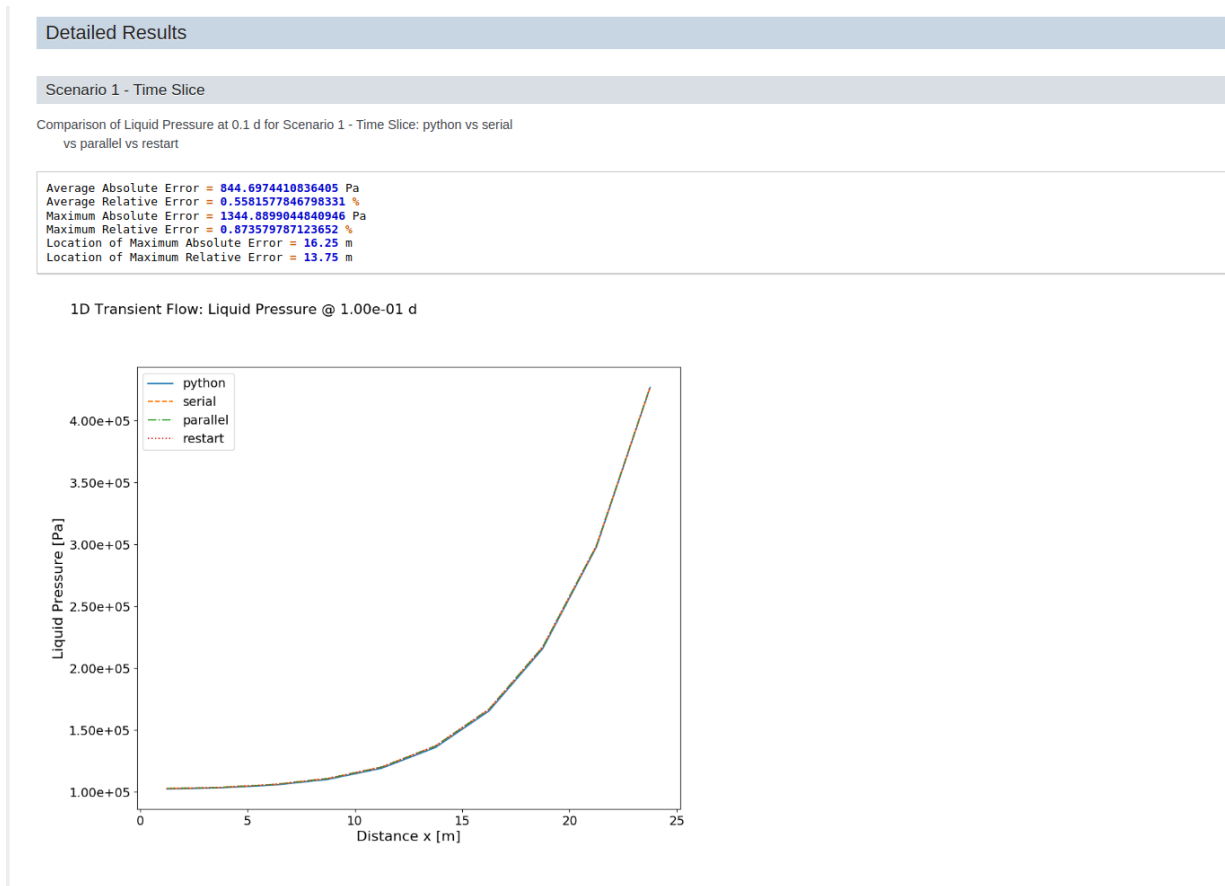 Detailed Results
Scenario 1 - Time Slice
Comparison of Liquid Pressure at 0.1 d for Scenario 1 - Time Slice: python vs serial
vs parallel vs restart
Average Absolute Error = 844.6974410836405 Pa
Average Relative Error = 0.5581577846798331 %
Maximum Absolute Error = 1344.8899044840946 Pa
Maximum Relative Error = 0.873579787123652 %
Location of Maximum Absolute Error = 16.25 m
Location of Maximum Relative Error = 13.75 m
1D Transient Flow: Liquid Pressure @ 1.00e-01 d
python
serial
parallel
restart
4.00e+05
3.50e+05
3.00e+05
2.50e+05
2.00e+05
1.50e+05
1.00e+05
Liquid Pressure [Pa]
0 5 10 15 20 25
Distance x [m]